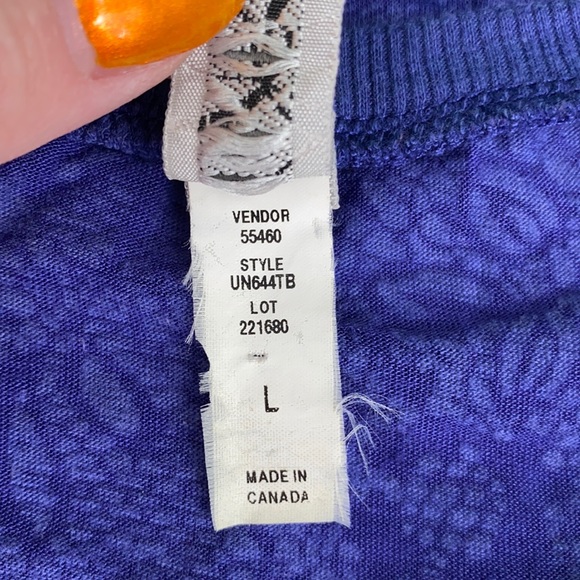 VENDOR
55460
STYLE
UN644TB
LOT
221680
L
MADE IN
CANADA